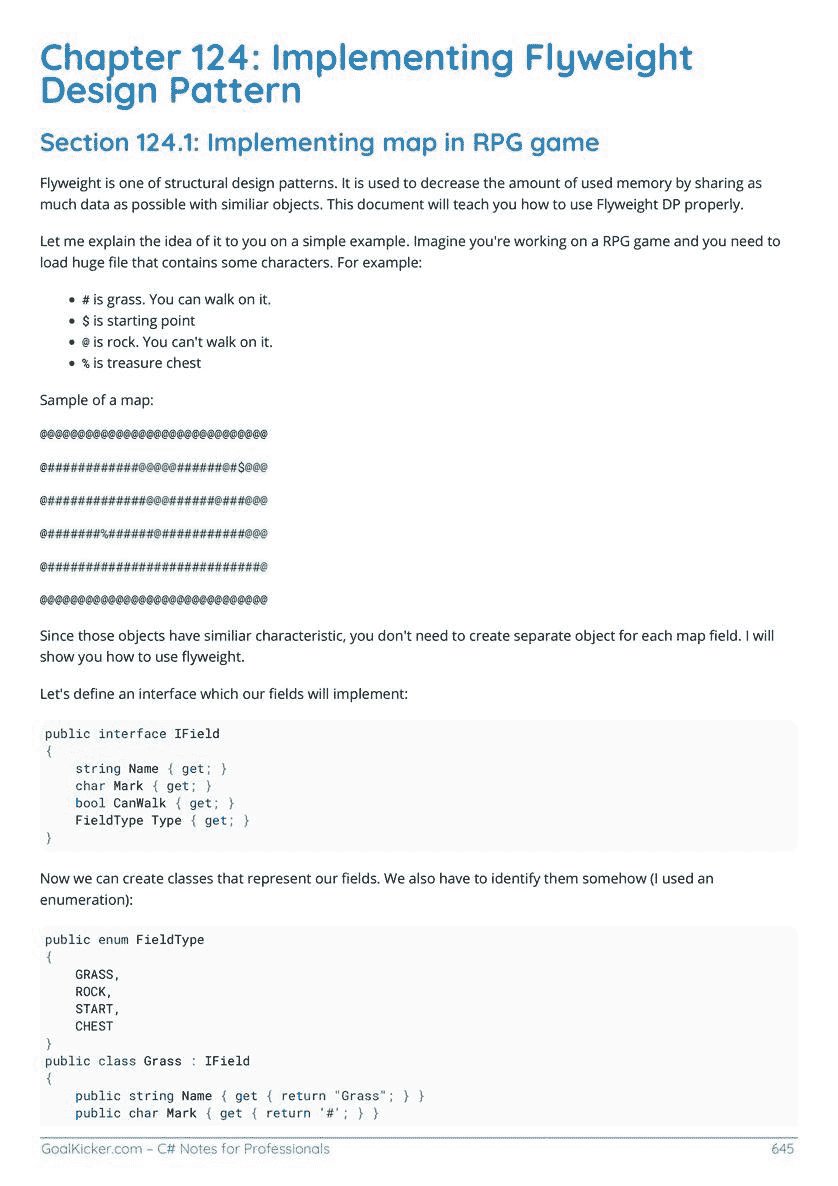 Chapter 124: Implementing Flyweight
Design Pattern
Section 124.1: Implementing map in RPG game
Flyweight is one of structural design patterns. It is used to decrease the amount of used memory by sharing as
much data as possible with similiar objects. This document will teach you how to use Flyweight DP properly.
Let me explain the idea of it to you on a simple example. Imagine you're working on a RPG game and you need to
load huge file that contains some characters. For example:
• # is grass. You can walk on it.
• $ is starting point
• @ is rock. You can't walk on it.
• % is treasure chest
Sample of a map:
@@@@@@@@@@@@@@@@@@@@@@@@@@@@@@
@############@@@@@######@#$@@@
@#############@@@######@###@@@
@#######%######@###########@@@
@############################@
@@@@@@@@@@@@@@@@@@@@@@@@@@@@@@
Since those objects have similiar characteristic, you don't need to create separate object for each map field. I will
show you how to use flyweight.
Let's define an interface which our fields will implement:
public interface IField
{
    string Name { get; }
    char Mark { get; }
    bool CanWalk { get; }
    FieldType Type { get; }
}
Now we can create classes that represent our fields. We also have to identify them somehow (I used an
enumeration):
public enum FieldType
{
    GRASS,
    ROCK,
    START,
    CHEST
}
public class Grass : IField
{
    public string Name { get { return "Grass"; } }
    public char Mark { get { return '#'; } }
GoalKicker.com – C# Notes for Professionals 645